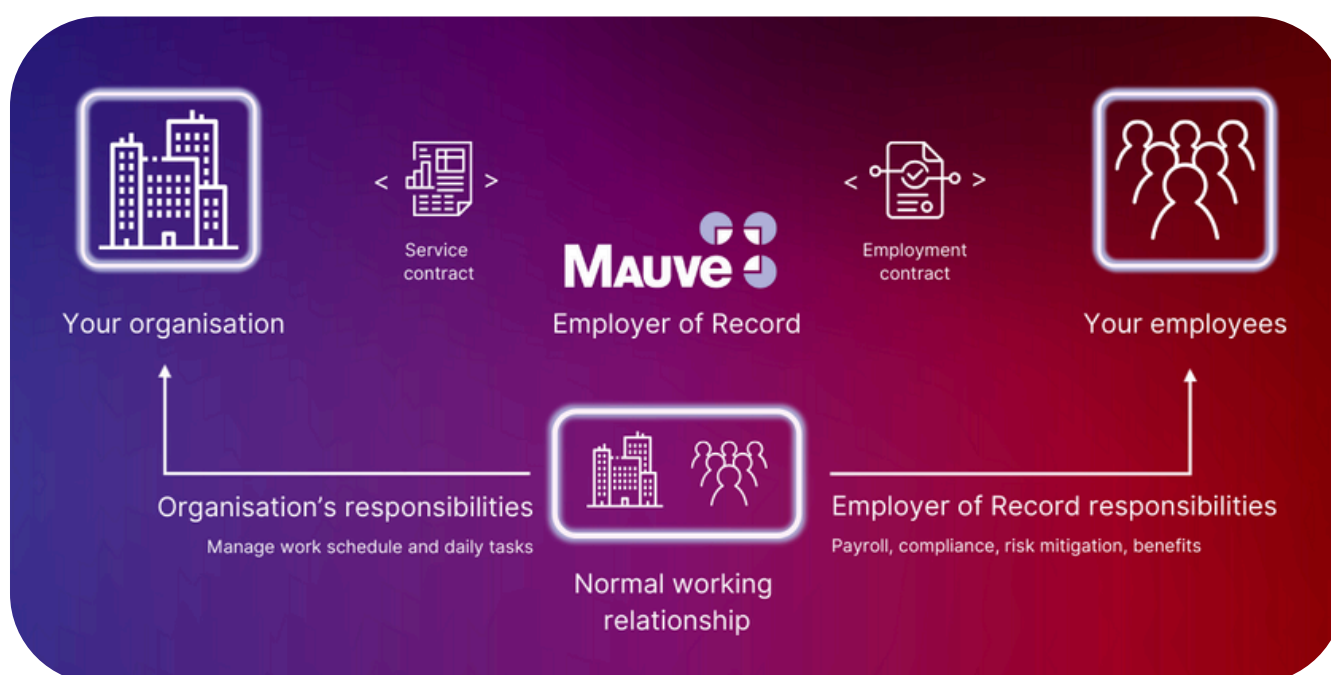 Service
contract
MAUVE
Employment
contract
Your organisation
Employer of Record
Your employees
Organisation’s responsibilities
Manage work schedule and daily tasks
Employer of Record responsibilities
Payroll, compliance, risk mitigation, benefits
Normal working
relationship